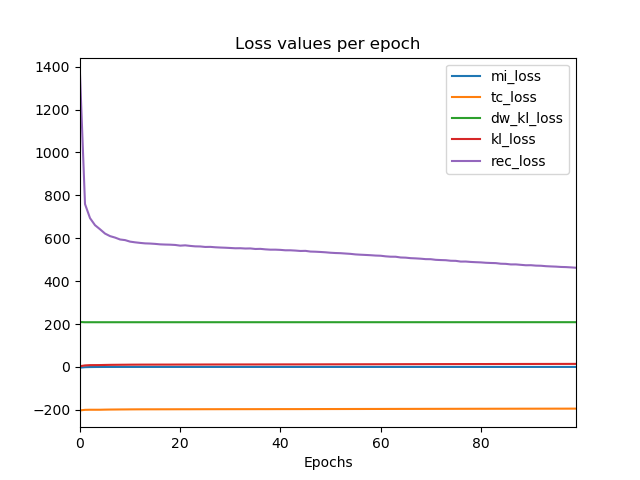 Loss values per epoch
1400
1200
1000
800
600
400
200
0
−200
0 20 40 60 80
Epochs
mi_loss
tc_loss
dw_kl_loss
kl_loss
rec_loss